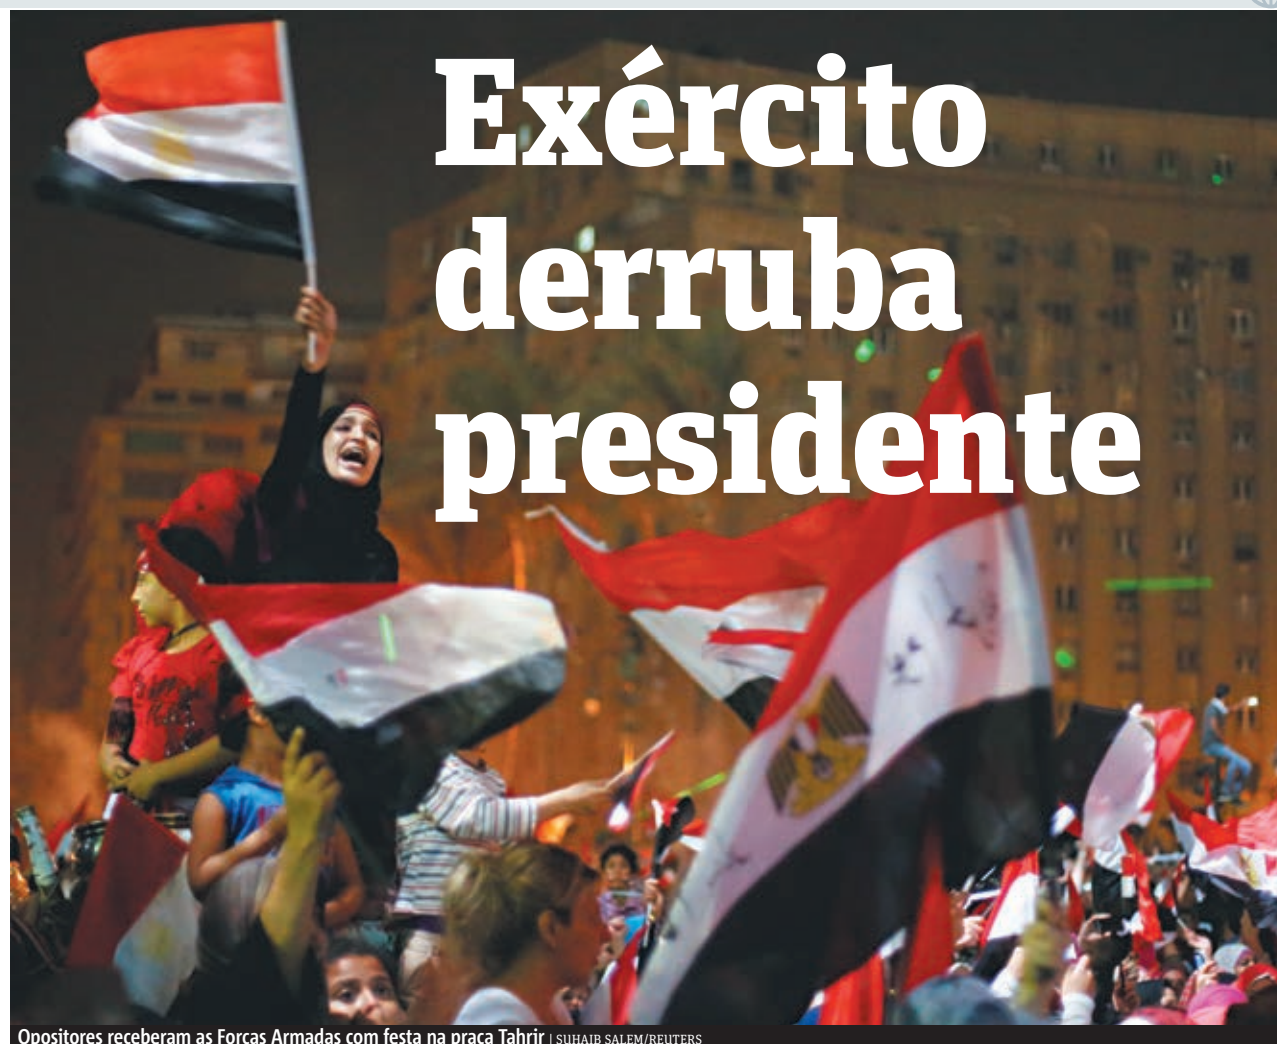 Exército
derruba
presidente
Opositores receberam as Forças Armadas com festa na praça Tahrir | SUHAIB SALEM/REUTERS